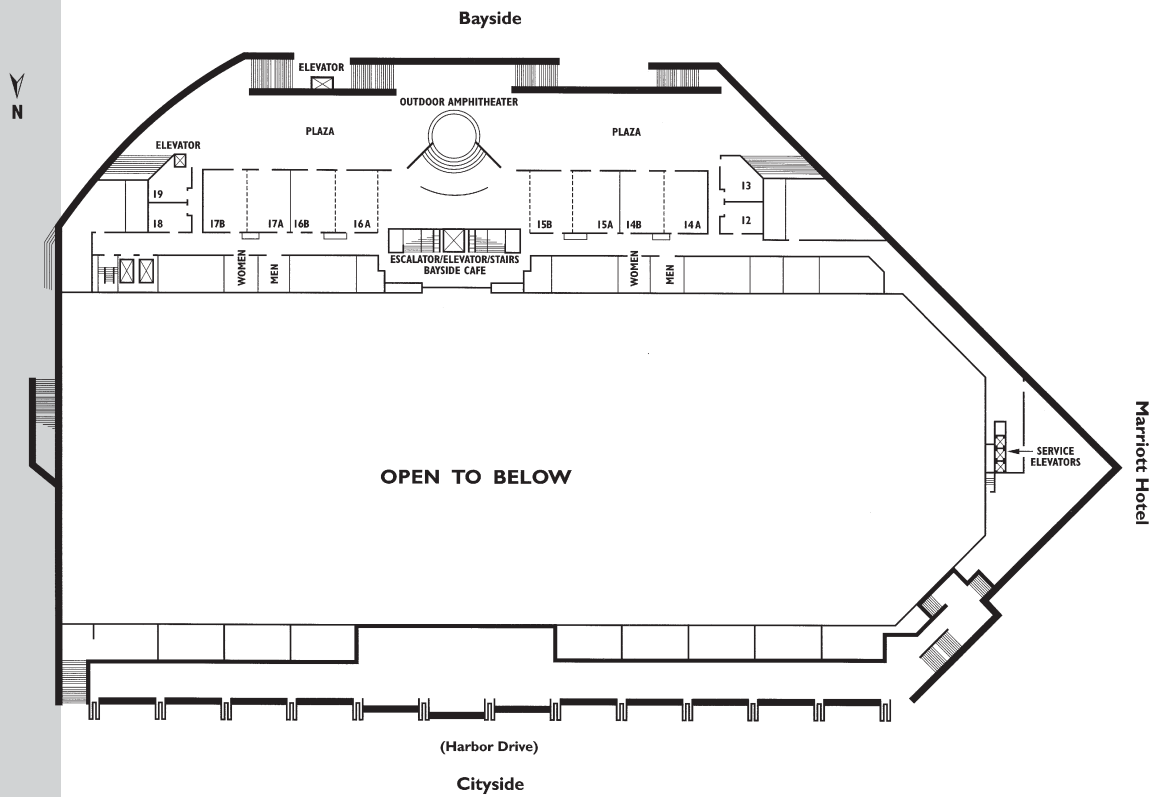 Bayside
N
ELEVATOR
OUTDOOR AMPHITHEATER
PLAZA
PLAZA
ELEVATOR
19
18
17B
17A
16B
16A
15B
15A
14B
14A
13
12
ESCALATOR/ELEVATOR/STAIRS
BAYSIDE CAFE
WOMEN
MEN
WOMEN
MEN
OPEN TO BELOW
SERVICE
ELEVATORS
Marriott Hotel
(Harbor Drive)
Cityside